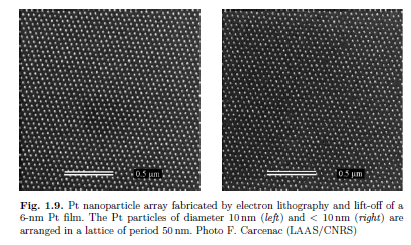 0.5 µm
0.5 µm
Fig. 1.9. Pt nanoparticle array fabricated by electron lithography and lift-off of a
6-nm Pt film. The Pt particles of diameter 10 nm (left) and < 10 nm (right) are
arranged in a lattice of period 50 nm. Photo F. Carcenac (LAAS/CNRS)